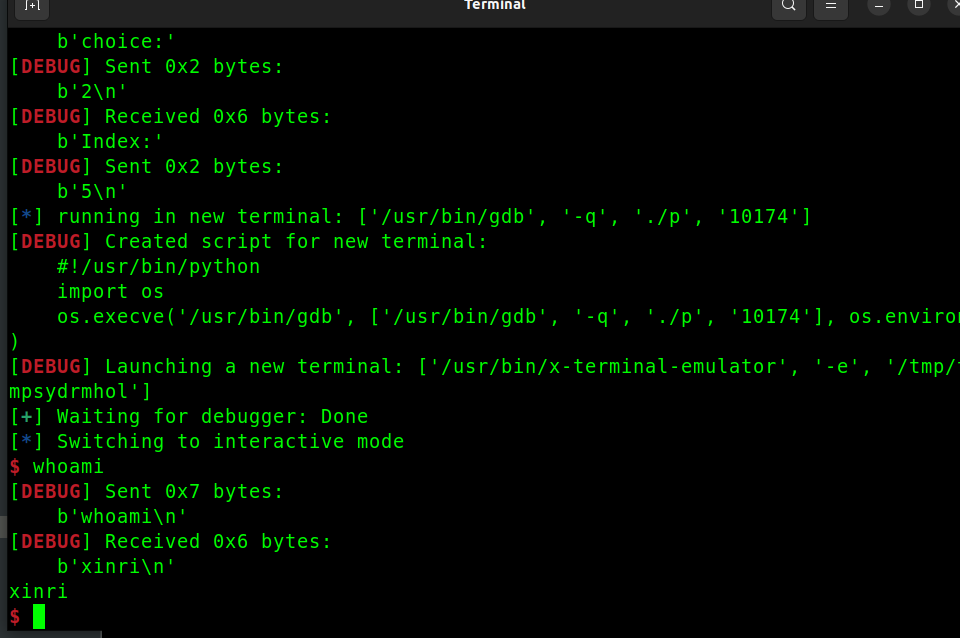 Terminal
b'choice:'
[DEBUG] Sent 0x2 bytes:
b'2\n'
[DEBUG] Received 0x6 bytes:
b'Index:'
[DEBUG] Sent 0x2 bytes:
b'5\n'
[*] running in new terminal: ['/usr/bin/gdb', '-q', './p', '10174']
[DEBUG] Created script for new terminal:
#!/usr/bin/python
import os
os.execve('/usr/bin/gdb', ['/usr/bin/gdb', '-q', './p', '10174'], os.environ
)
[DEBUG] Launching a new terminal: ['/usr/bin/x-terminal-emulator', '-e', '/tmp/t
mpsydrmhol']
[+] Waiting for debugger: Done
[*] Switching to interactive mode
$ whoami
[DEBUG] Sent 0x7 bytes:
b'whoami\n'
[DEBUG] Received 0x6 bytes:
b'xinri\n'
xinri
$